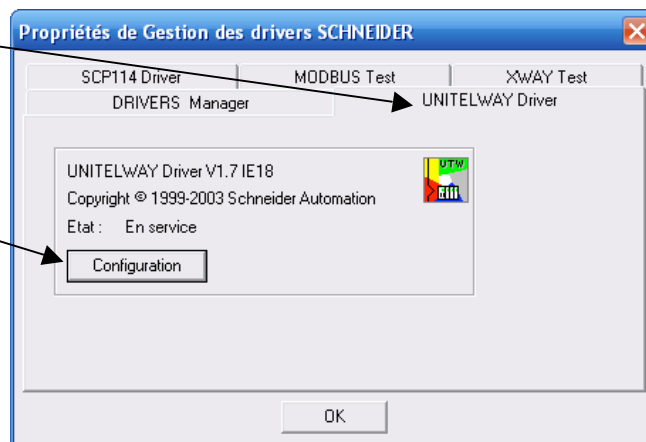 Propriétés de Gestion des drivers SCHNEIDER
SCP114 Driver MODBUS Test XWAY Test
DRIVERS Manager UNITELWAY Driver
UNITELWAY Driver V1.7 IE18
UTW
Copyright © 1999-2003 Schneider Automation
Etat : En service
Configuration
OK